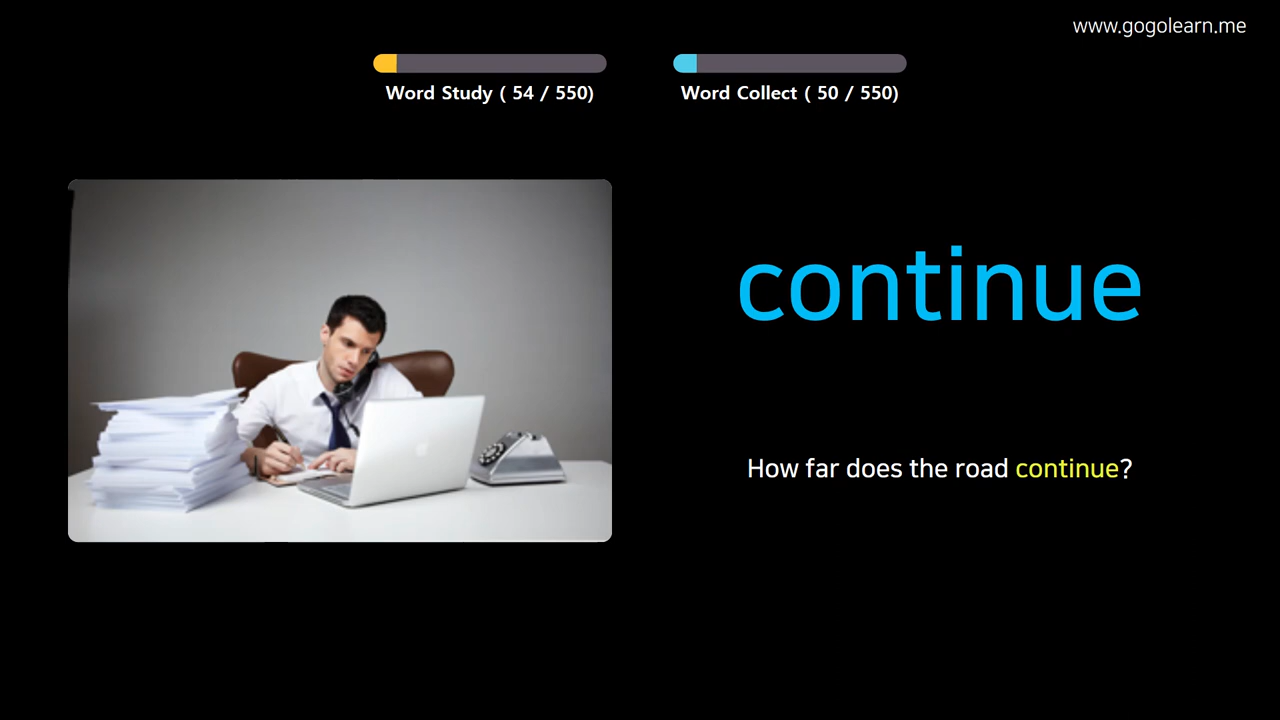 www.gogolearn.me
Word Study ( 54 / 550)
Word Collect ( 50 / 550)
continue
How far does the road continue?